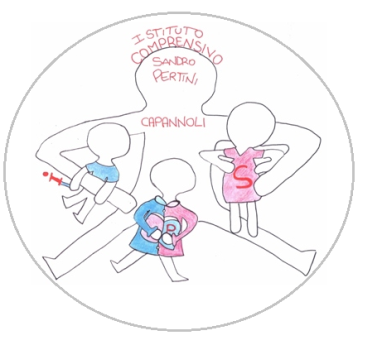 ISTITUTO
COMPRENSIVO
SANDRO
PERTINI
CAPANNOLI
i
S